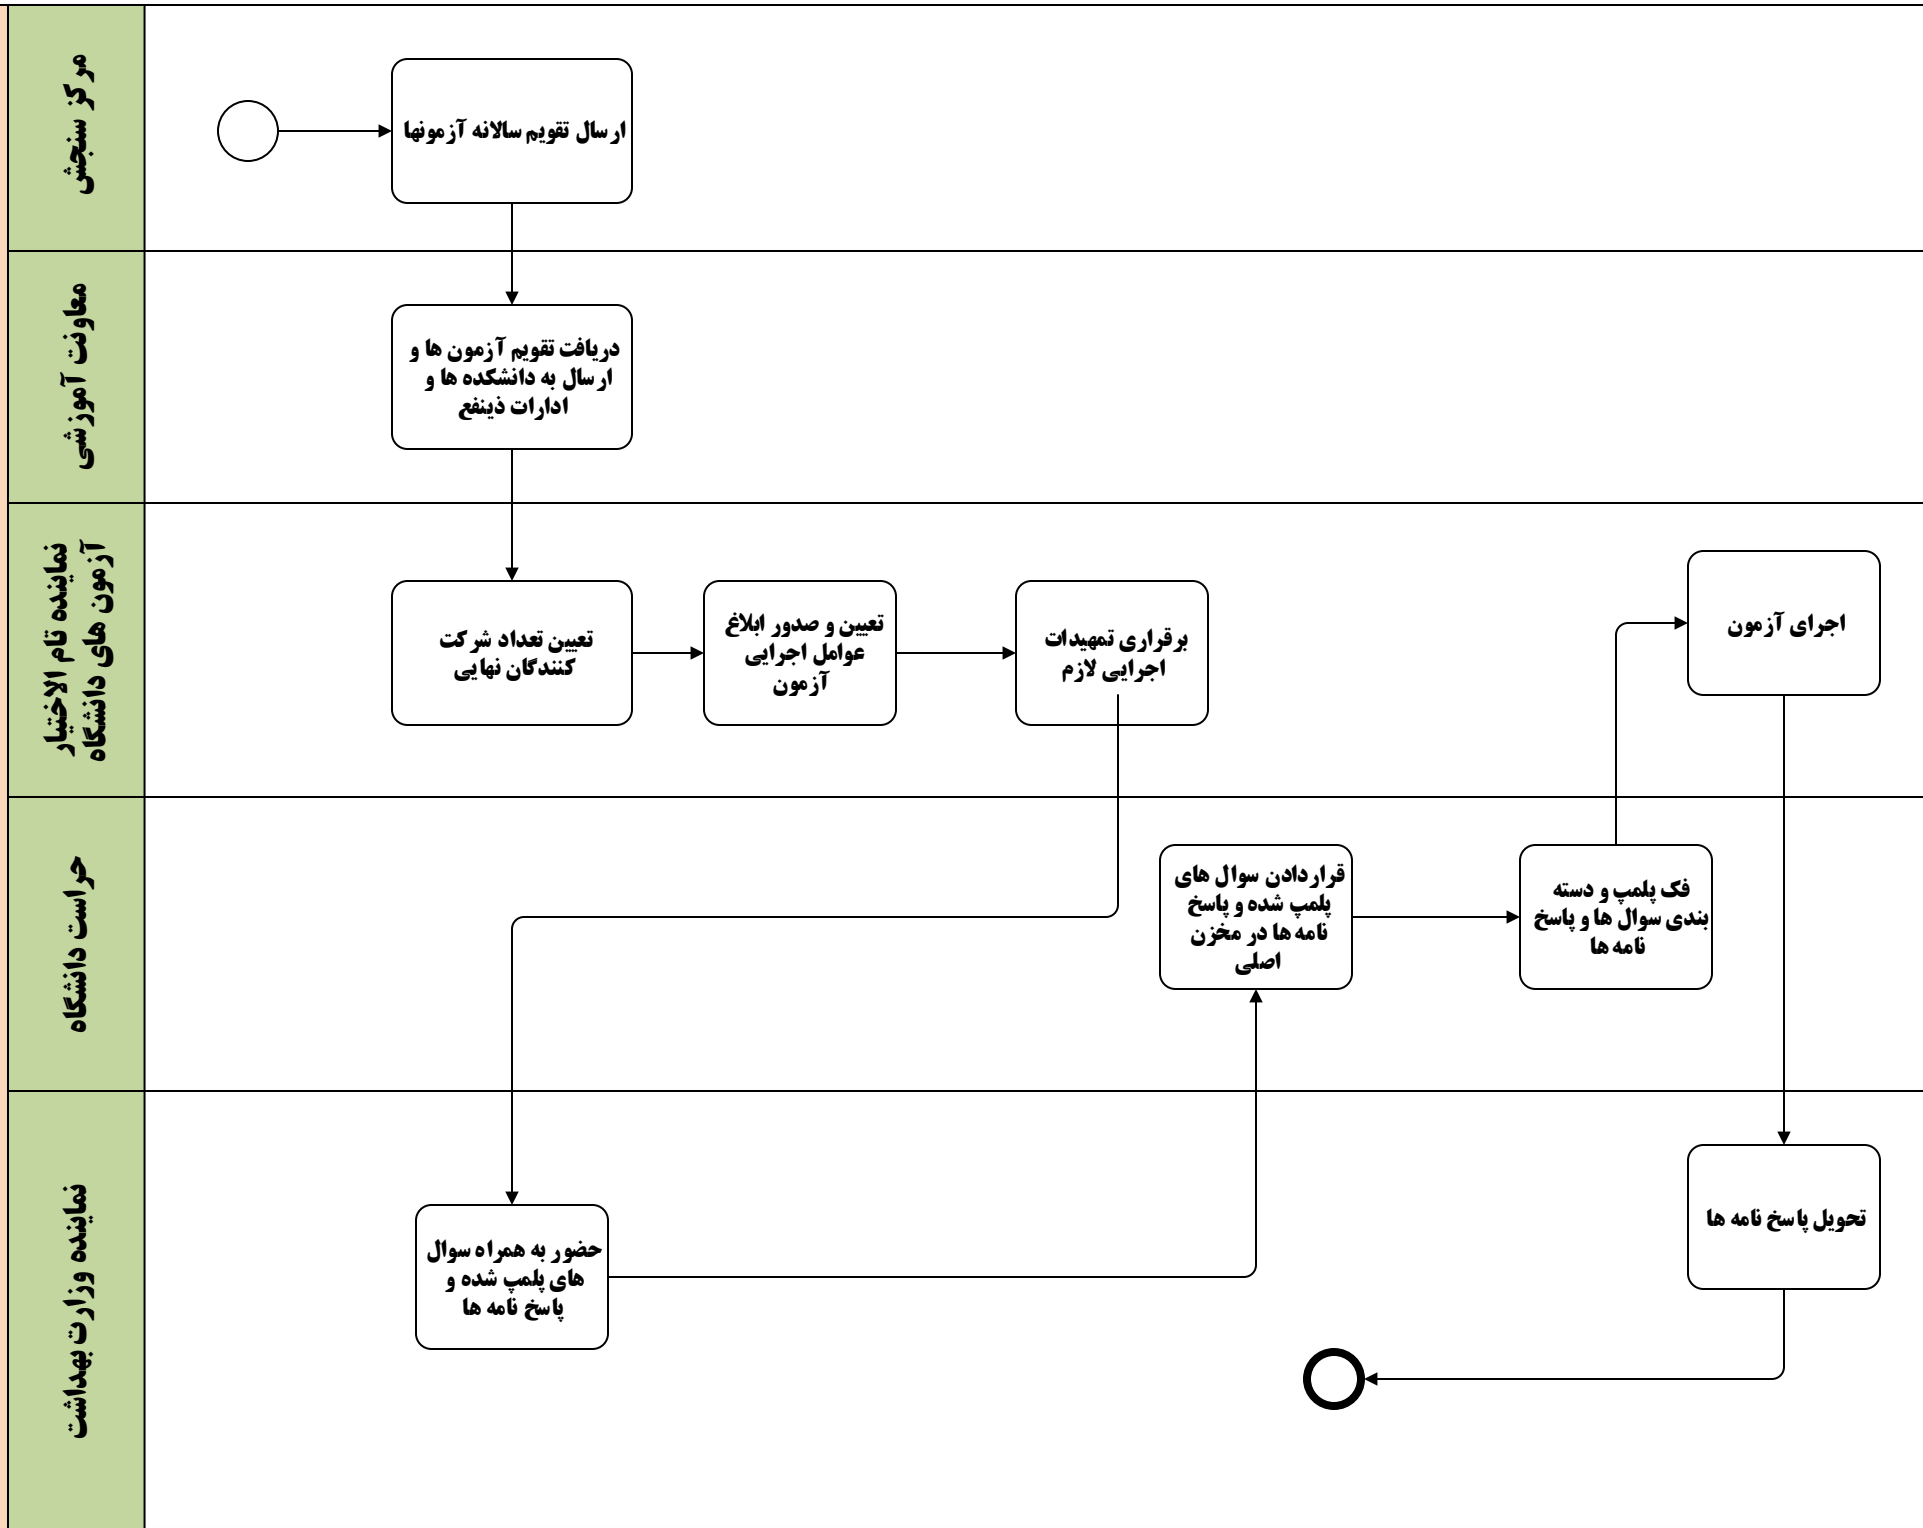 مرکز سنجش
ارسال تقویم سالانه آزمونها
معاونت آموزشی
دریافت تقویم آزمون ها و
ارسال به دانشکده ها و
ادارات ذینفع
نماینده تام الاختیار
آزمون های دانشگاه
تعیین تعداد شرکت
کنندگان نهایی
تعیین و صدور ابلاغ
عوامل اجرایی
آزمون
برقراری تمهیدات
اجرایی لازم
اجرای آزمون
حراست دانشگاه
قراردادن سوال های
پلمپ شده و پاسخ
نامه ها در مخزن
اصلی
فک پلمپ و دسته
بندی سوال ها و پاسخ
نامه ها
نماینده وزارت بهداشت
حضور به همراه سوال
های پلمپ شده و
پاسخ نامه ها
تحویل پاسخ نامه ها